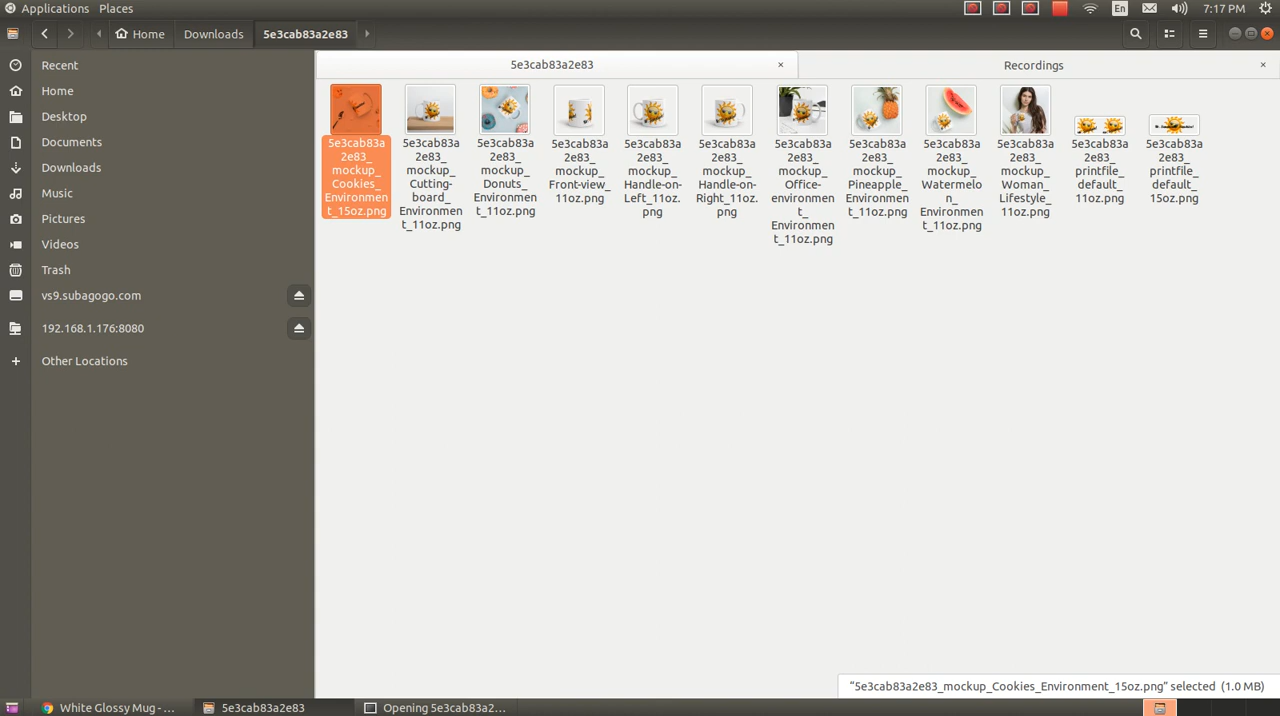 Applications Places En 7:17 PM
Home Downloads 5e3cab83a2e83
5e3cab83a2e83 Recordings
Recent
Home
Desktop
Documents
Downloads
Music
Pictures
Videos
Trash
vs9.subagogo.com
192.168.1.176:8080
Other Locations
5e3cab83a
2e83_
mockup_
Cookies_
Environmen
t_15oz.png
5e3cab83a
2e83_
mockup_
Cutting-
board_
Environmen
t_11oz.png
5e3cab83a
2e83_
mockup_
Donuts_
Environmen
t_11oz.png
5e3cab83a
2e83_
mockup_
Front-view_
11oz.png
5e3cab83a
2e83_
mockup_
Handle-on-
Left_11oz.
png
5e3cab83a
2e83_
mockup_
Handle-on-
Right_11oz.
png
5e3cab83a
2e83_
mockup_
Office-
environment
_
Environmen
t_11oz.png
5e3cab83a
2e83_
mockup_
Pineapple_
Environmen
t_11oz.png
5e3cab83a
2e83_
mockup_
Watermelo
n_
Environmen
t_11oz.png
5e3cab83a
2e83_
mockup_
Woman_
Lifestyle_
11oz.png
5e3cab83a
2e83_
printfile_
default_
11oz.png
5e3cab83a
2e83_
printfile_
default_
15oz.png
“5e3cab83a2e83_mockup_Cookies_Environment_15oz.png” selected (1.0 MB)
White Glossy Mug - ... 5e3cab83a2e83 Opening 5e3cab83a2...